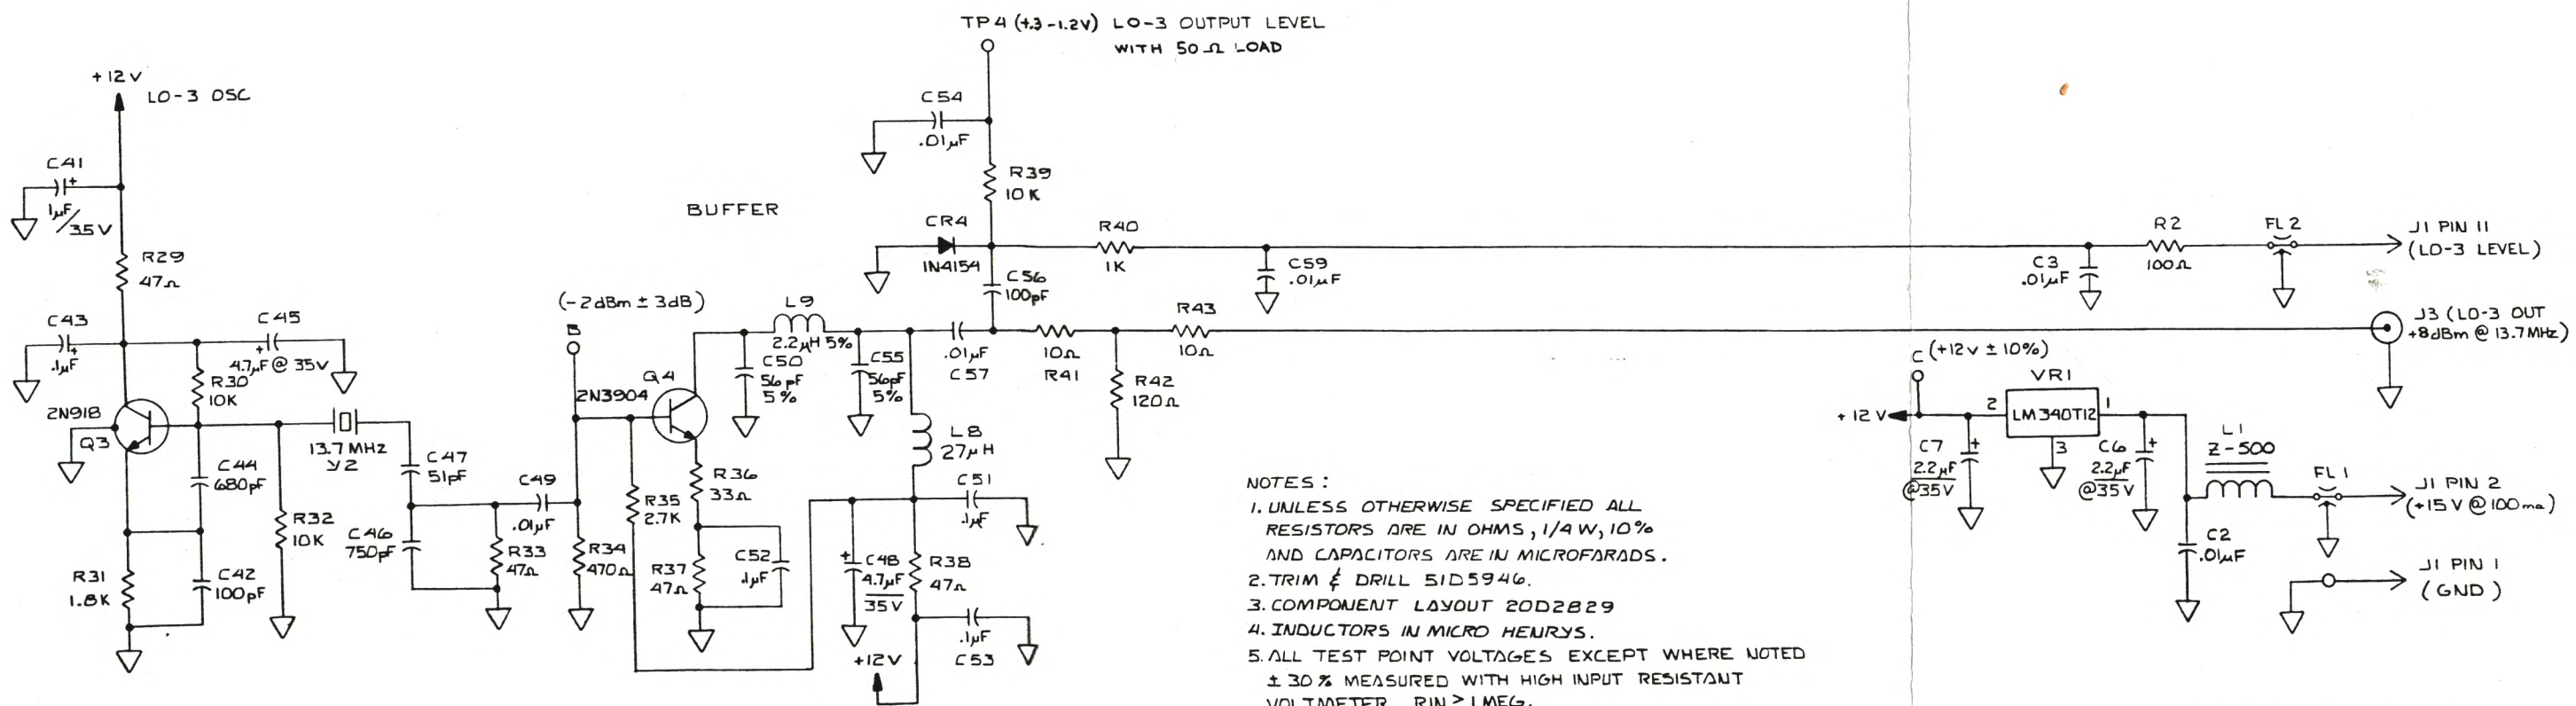 TP4 (+.3-1.2V) LO-3 OUTPUT LEVEL
WITH 50Ω LOAD
+12V
LO-3 OSC
C41
1µF
/35V
R29
47Ω
C43
.1µF
C45
4.7µF @ 35V
R30
10K
2N918
Q3
13.7 MHZ
Y2
C44
680pF
R32
10K
R31
1.8K
C42
100pF
C47
51pF
C46
750pF
R33
47Ω
C49
.01µF
BUFFER
(-2dBm ± 3dB)
B
2N3904
Q4
R34
470Ω
R35
2.7K
R36
33Ω
R37
47Ω
C52
.1µF
L9
2.2µH 5%
C50
56pF
5%
C55
56pF
5%
C54
.01µF
R39
10K
CR4
1N4154
C56
100pF
.01µF
C57
L8
27µH
C51
.1µF
C48
4.7µF
35V
R38
47Ω
.1µF
C53
+12V
R40
1K
C59
.01µF
10Ω
R41
R42
120Ω
R43
10Ω
C3
.01µF
R2
100Ω
FL2
J1 PIN 11
(LO-3 LEVEL)
J3 (LO-3 OUT
+8dBm @ 13.7MHz)
C (+12V ± 10%)
VR1
+12V
2
LM340T12
1
3
C7
2.2µF
@35V
C6
2.2µF
@35V
L1
Z-500
FL1
J1 PIN 2
(+15V @100ma)
C2
.01µF
J1 PIN 1
(GND)
NOTES:
1. UNLESS OTHERWISE SPECIFIED ALL
RESISTORS ARE IN OHMS, 1/4 W, 10%
AND CAPACITORS ARE IN MICROFARADS.
2. TRIM & DRILL 51D5946.
3. COMPONENT LAYOUT 20D2829
4. INDUCTORS IN MICRO HENRYS.
5. ALL TEST POINT VOLTAGES EXCEPT WHERE NOTED
± 30% MEASURED WITH HIGH INPUT RESISTANT
VOLTMETER RIN > 1MEG.